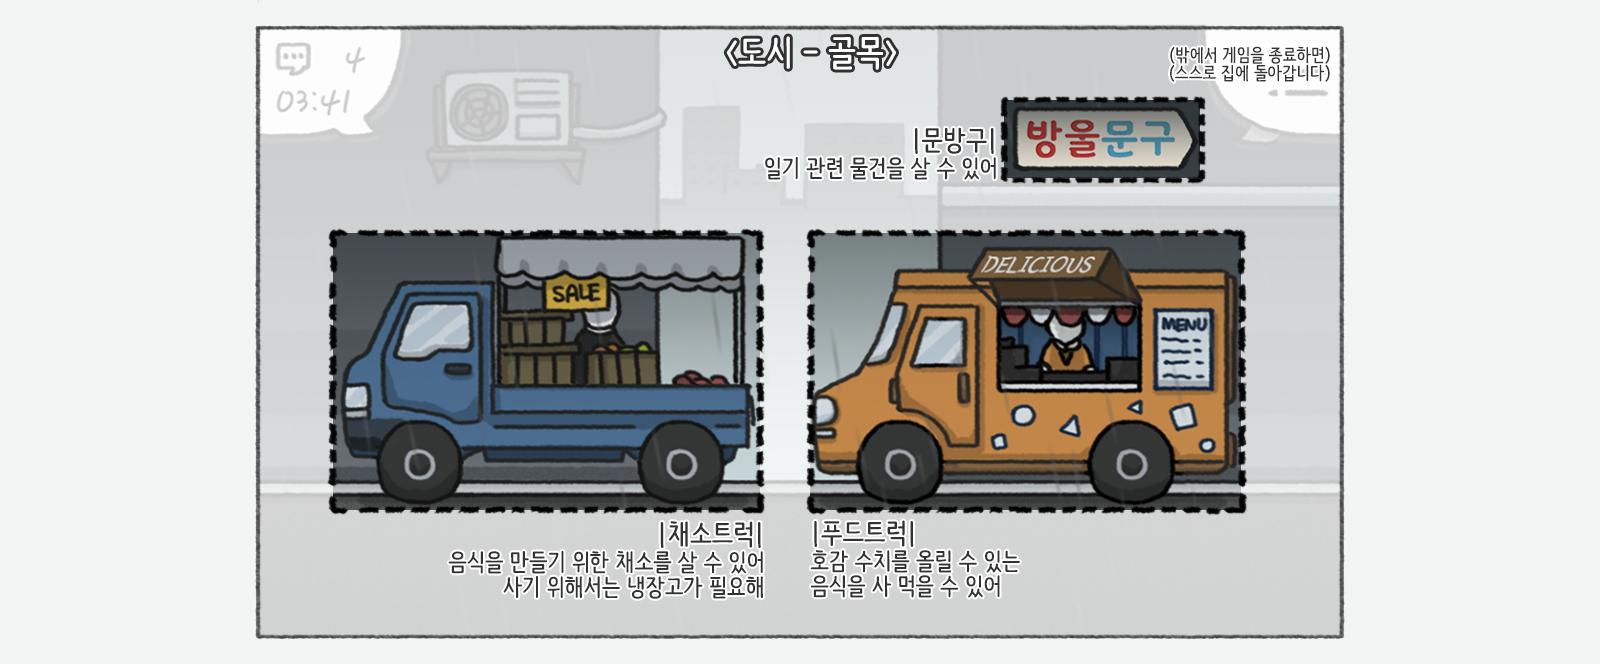 4
03:41
<도시 - 골목>
(밖에서 게임을 종료하면)
(스스로 집에 돌아갑니다)
|문방구|
일기 관련 물건을 살 수 있어
방울문구
SALE
DELICIOUS
MENU
|채소트럭|
음식을 만들기 위한 채소를 살 수 있어
사기 위해서는 냉장고가 필요해
|푸드트럭|
호감 수치를 올릴 수 있는
음식을 사 먹을 수 있어